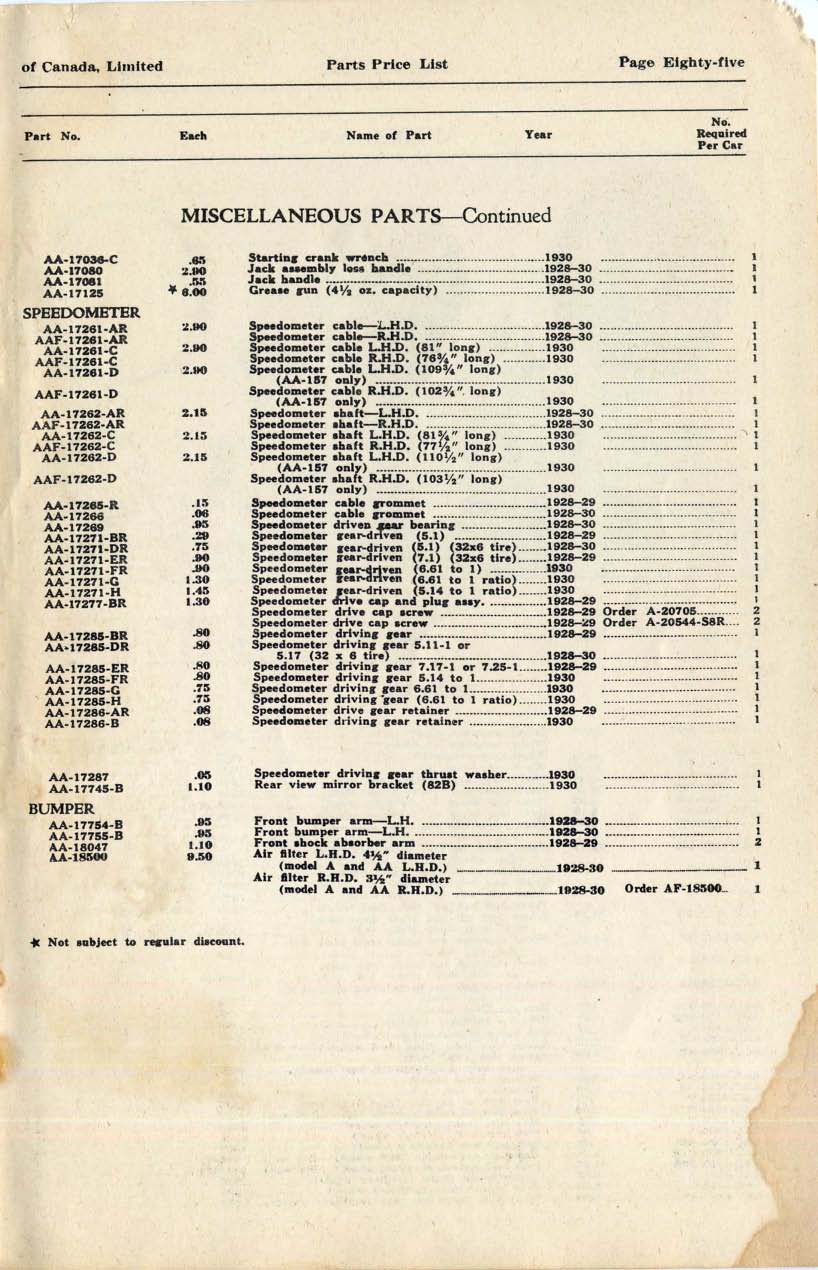 of Canada, Limited Parts Price List Page Eighty-five
No.
Part No. Each Name of Part Year Required
Per Car
MISCELLANEOUS PARTS—Continued
AA-17036-C .65 Starting crank wrench 1930 1
AA-17080 2.90 Jack assembly less handle 1928-30 1
AA-17081 .55 Jack handle 1928-30 1
AA-17125 * 6.00 Grease gun (4½ oz. capacity) 1928-30 1
SPEEDOMETER
AA-17261-AR 2.90 Speedometer cable—L.H.D. 1928-30 1
AAF-17261-AR Speedometer cable—R.H.D. 1928-30 1
AA-17261-C 2.90 Speedometer cable L.H.D. (81" long) 1930 1
AAF-17261-C Speedometer cable R.H.D. (76¾" long) 1930 1
AA-17261-D 2.90 Speedometer cable L.H.D. (109¾" long)
(AA-157 only) 1930 1
AAF-17261-D Speedometer cable R.H.D. (102¾" long)
(AA-157 only) 1930 1
AA-17262-AR 2.15 Speedometer shaft—L.H.D. 1928-30 1
AAF-17262-AR Speedometer shaft—R.H.D. 1928-30 1
AA-17262-C 2.15 Speedometer shaft L.H.D. (81¾" long) 1930 1
AAF-17262-C Speedometer shaft R.H.D. (77½" long) 1930 1
AA-17262-D 2.15 Speedometer shaft L.H.D. (110½" long)
(AA-157 only) 1930 1
AAF-17262-D Speedometer shaft R.H.D. (103½" long)
(AA-157 only) 1930 1
AA-17265-R .15 Speedometer cable grommet 1928-29 1
AA-17266 .06 Speedometer cable grommet 1928-30 1
AA-17269 .95 Speedometer driven gear bearing 1928-30 1
AA-17271-BR .29 Speedometer gear-driven (5.1) 1928-29 1
AA-17271-DR .75 Speedometer gear-driven (5.1) (32x6 tire) 1928-30 1
AA-17271-ER .90 Speedometer gear-driven (7.1) (32x6 tire) 1928-29 1
AA-17271-FR .90 Speedometer gear-driven (6.61 to 1) 1930 1
AA-17271-G 1.30 Speedometer gear-driven (6.61 to 1 ratio) 1930 1
AA-17271-H 1.45 Speedometer gear-driven (5.14 to 1 ratio) 1930 1
AA-17277-BR 1.30 Speedometer drive cap and plug assy. 1928-29 1
Speedometer drive cap screw 1928-29 Order A-20705 2
Speedometer drive cap screw 1928-29 Order A-20544-S8R 2
AA-17285-BR .80 Speedometer driving gear 1928-29 1
AA-17285-DR .80 Speedometer driving gear 5.11-1 or
5.17 (32 x 6 tire) 1928-30 1
AA-17285-ER .80 Speedometer driving gear 7.17-1 or 7.25-1 1928-29 1
AA-17285-FR .80 Speedometer driving gear 5.14 to 1 1930 1
AA-17285-G .75 Speedometer driving gear 6.61 to 1 1930 1
AA-17285-H .75 Speedometer driving gear (6.61 to 1 ratio) 1930 1
AA-17286-AR .08 Speedometer drive gear retainer 1928-29 1
AA-17286-B .08 Speedometer driving gear retainer 1930 1
AA-17287 .05 Speedometer driving gear thrust washer 1930 1
AA-17745-B 1.10 Rear view mirror bracket (82B) 1930 1
BUMPER
AA-17754-B .95 Front bumper arm—L.H. 1928-30 1
AA-17755-B .95 Front bumper arm—L.H. 1928-30 1
AA-18047 1.10 Front shock absorber arm 1928-29 2
AA-18500 9.50 Air filter L.H.D. 4½" diameter
(model A and AA L.H.D.) 1928-30 1
Air filter R.H.D. 3½" diameter
(model A and AA R.H.D.) 1928-30 Order AF-18500 1
* Not subject to regular discount.